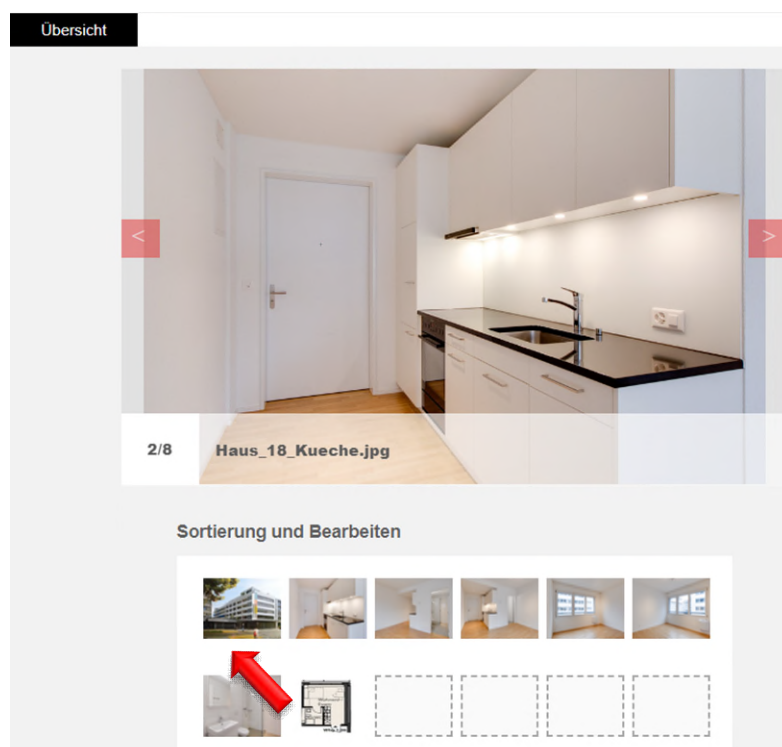 Übersicht
<
>
2/8
Haus_18_Kueche.jpg
Sortierung und Bearbeiten